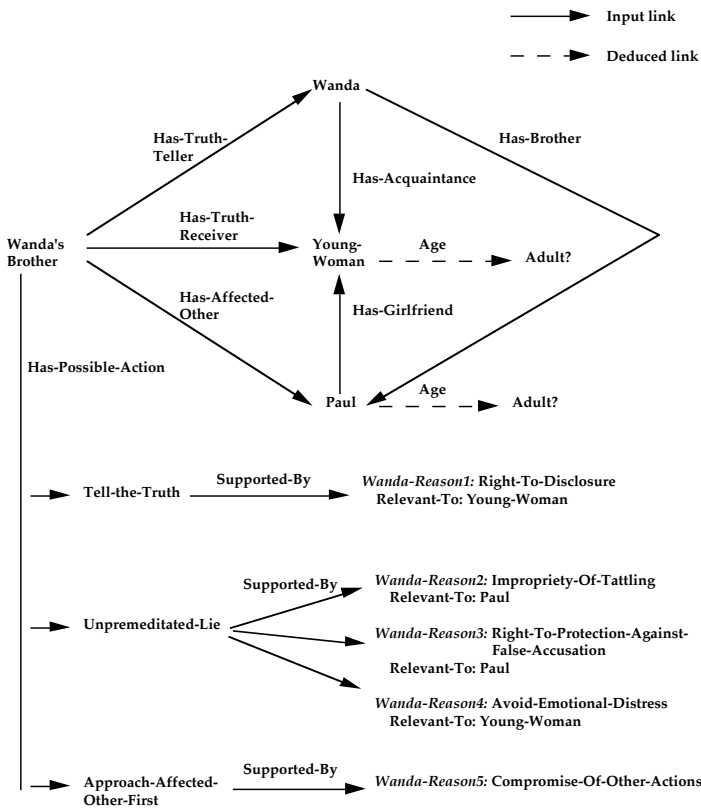 Input link
Deduced link
Wanda
Has-Truth-
Teller
Has-Brother
Has-Acquaintance
Has-Truth-
Receiver
Wanda's
Brother
Young-
Woman
Age
Adult?
Has-Affected-
Other
Has-Girlfriend
Has-Possible-Action
Paul
Age
Adult?
Tell-the-Truth
Supported-By
Wanda-Reason1: Right-To-Disclosure
Relevant-To: Young-Woman
Unpremeditated-Lie
Supported-By
Wanda-Reason2: Impropriety-Of-Tattling
Relevant-To: Paul
Wanda-Reason3: Right-To-Protection-Against-
False-Accusation
Relevant-To: Paul
Wanda-Reason4: Avoid-Emotional-Distress
Relevant-To: Young-Woman
Approach-Affected-
Other-First
Supported-By
Wanda-Reason5: Compromise-Of-Other-Actions